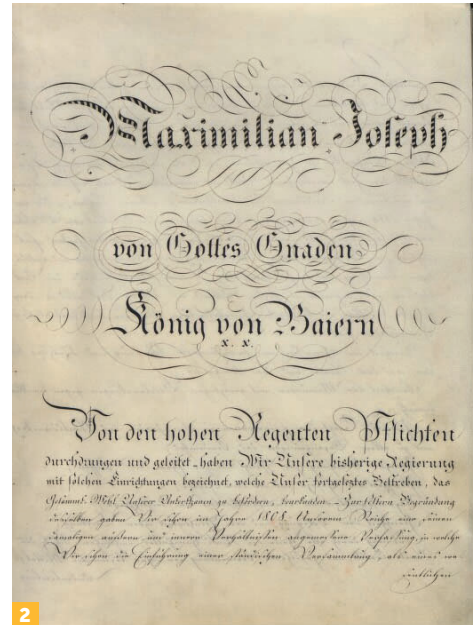 Maximilian Joseph
von Gottes Gnaden
König von Baiern
x. x.
Von den hohen Regenten Pflichten
durchdrungen und geleitet, haben Wir Unsere bisherige Regierung
mit solchen Einrichtungen bezeichnet, welche Unser fortgesetztes Bestreben, das
Gesammt-Wohl Unserer Unterthanen zu befördern, beurkunden. – Zur festern Begründung
desselben gaben Wir schon im Jahre 1808 Unserem Reiche eine seinen
damaligen äussern und innern Verhältnissen angemessene Verfassung, in welche
Wir schon die Einführung einer ständischen Versammlung, als eines we
sentlichen
2